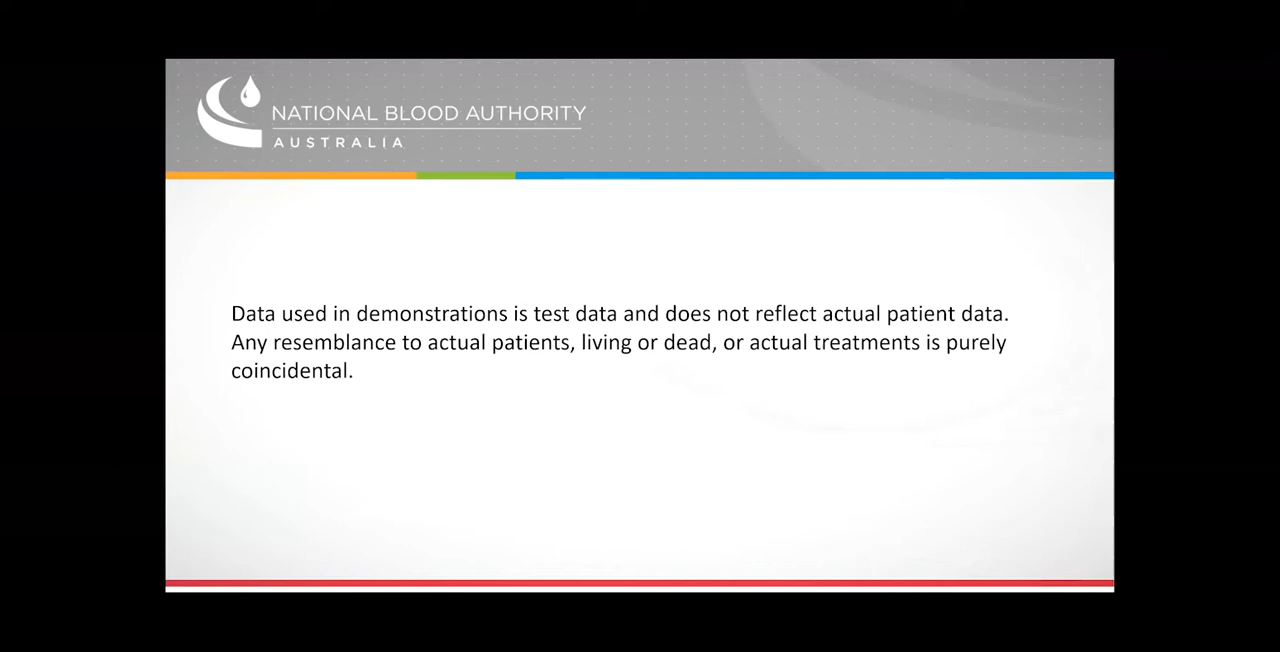 NATIONAL BLOOD AUTHORITY
AUSTRALIA
Data used in demonstrations is test data and does not reflect actual patient data.
Any resemblance to actual patients, living or dead, or actual treatments is purely
coincidental.